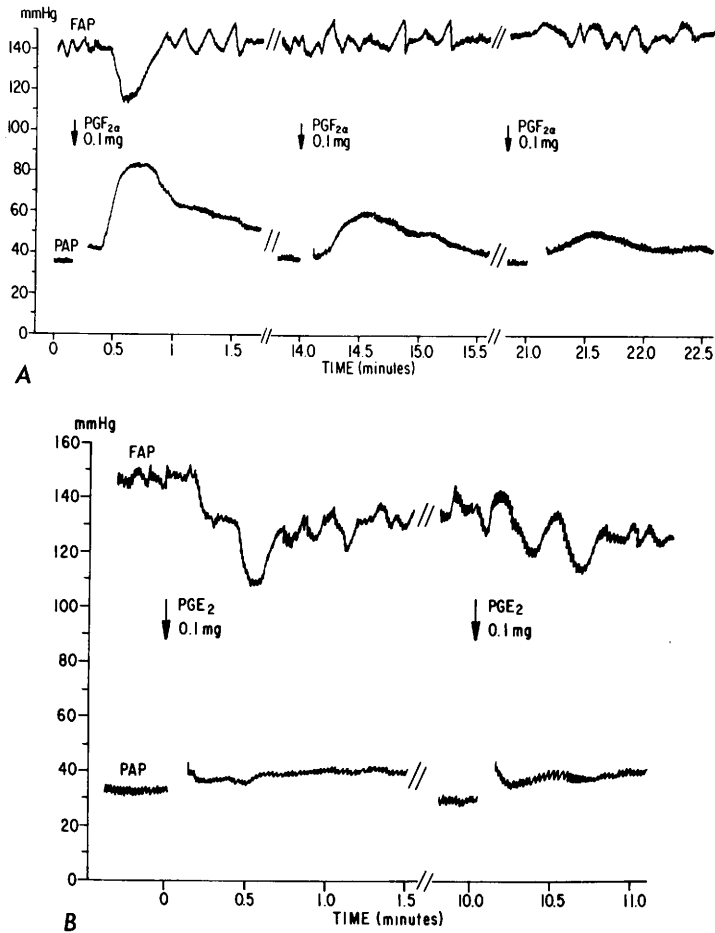 mmHg
FAP
140
120
100
80
60
40
20
0
PGF2α
0.1 mg
PGF2α
0.1 mg
PGF2α
0.1 mg
PAP
0 0.5 1 1.5 14.0 14.5 15.0 15.5 21.0 21.5 22.0 22.5
TIME (minutes)
A
mmHg
FAP
160
140
120
100
80
60
40
20
0
PGE2
0.1 mg
PGE2
0.1 mg
PAP
0 0.5 1.0 1.5 10.0 10.5 11.0
TIME (minutes)
B